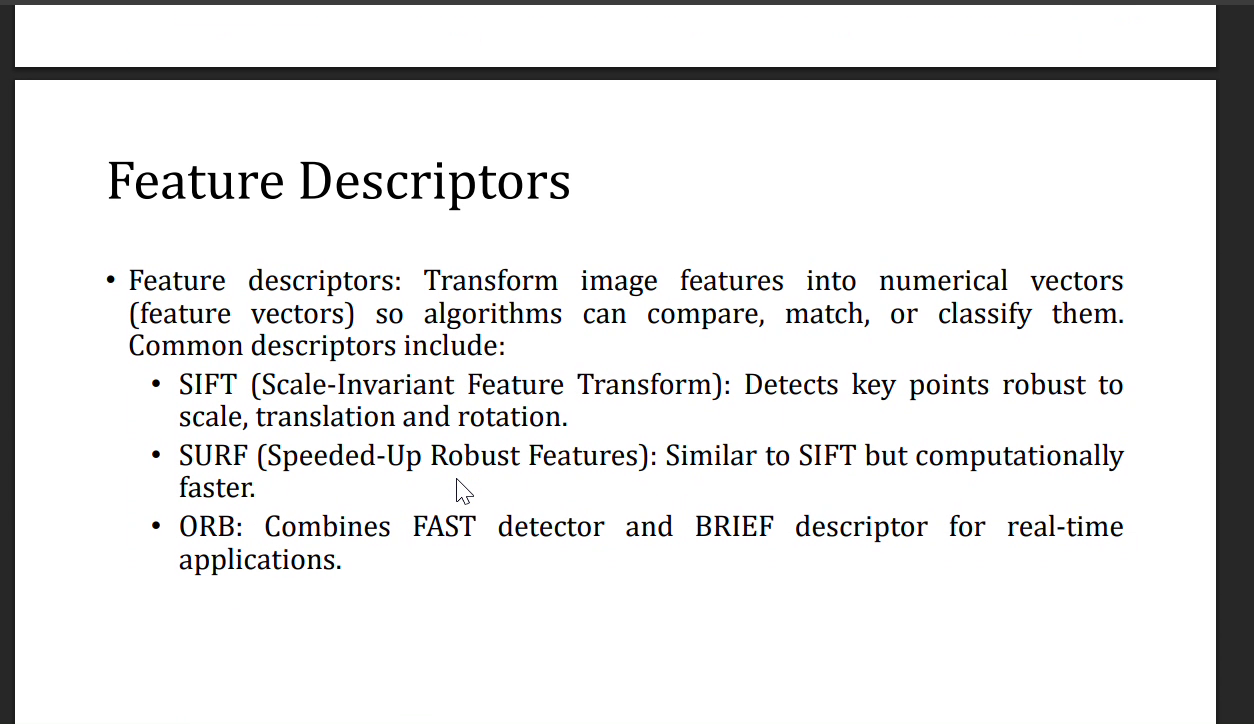 Feature Descriptors
• Feature descriptors: Transform image features into numerical vectors
(feature vectors) so algorithms can compare, match, or classify them.
Common descriptors include:
• SIFT (Scale-Invariant Feature Transform): Detects key points robust to
scale, translation and rotation.
• SURF (Speeded-Up Robust Features): Similar to SIFT but computationally
faster.
• ORB: Combines FAST detector and BRIEF descriptor for real-time
applications.